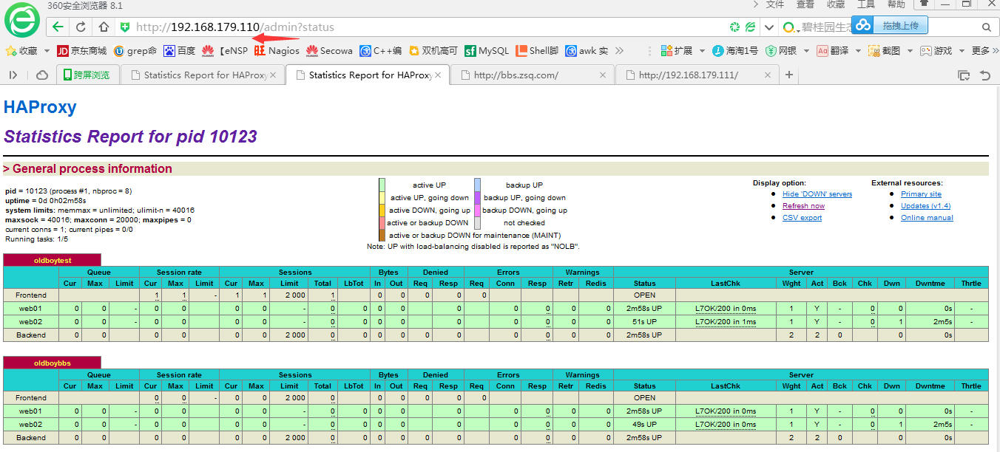 360安全浏览器 8.1 文件 查看 收藏 工具 帮助
http://192.168.179.110/admin?status 碧桂园生态 拖拽上传
收藏 JD 京东商城 grep命 百度 【eNSP 旺 Nagios Secowa C++编 双机高可 sf MySQL Shell脚 awk 实 扩展 海淘1号 网银 Aa 翻译 截图 游戏 更多
跨屏浏览 Statistics Report for HAProxy Statistics Report for HAProxy http://bbs.zsq.com/ http://192.168.179.111/
HAProxy
Statistics Report for pid 10123
> General process information
pid = 10123 (process #1, nbproc = 8)
uptime = 0d 0h02m58s
system limits: memmax = unlimited; ulimit-n = 40016
maxsock = 40016; maxconn = 20000; maxpipes = 0
current conns = 1; current pipes = 0/0
Running tasks: 1/5
active UP backup UP
active UP, going down backup UP, going down
active DOWN, going up backup DOWN, going up
active or backup DOWN not checked
active or backup DOWN for maintenance (MAINT)
Note: UP with load-balancing disabled is reported as "NOLB".
Display option:
Hide 'DOWN' servers
Refresh now
CSV export
External resources:
Primary site
Updates (v1.4)
Online manual
oldboytest
Queue Session rate Sessions Bytes Denied Errors Warnings Server
Cur Max Limit Cur Max Limit Cur Max Limit Total LbTot In Out Req Resp Req Conn Resp Retr Redis Status LastChk Wght Act Bck Chk Dwn Dwntme Thrtle
Frontend 1 1 - 1 1 2 000 1 0 0 0 0 0 OPEN
web01 0 0 - 0 0 0 0 - 0 0 0 0 0 0 0 0 0 2m58s UP L7OK/200 in 0ms 1 Y - 0 0 0s -
web02 0 0 - 0 0 0 0 - 0 0 0 0 0 0 0 0 0 51s UP L7OK/200 in 1ms 1 Y - 0 1 2m5s -
Backend 0 0 0 0 0 0 2 000 0 0 0 0 0 0 0 0 0 0 2m58s UP 2 2 0 0 0s
oldboybbs
Queue Session rate Sessions Bytes Denied Errors Warnings Server
Cur Max Limit Cur Max Limit Cur Max Limit Total LbTot In Out Req Resp Req Conn Resp Retr Redis Status LastChk Wght Act Bck Chk Dwn Dwntme Thrtle
Frontend 0 0 - 0 0 2 000 0 0 0 0 0 0 OPEN
web01 0 0 - 0 0 0 0 - 0 0 0 0 0 0 0 0 0 2m58s UP L7OK/200 in 0ms 1 Y - 0 0 0s -
web02 0 0 - 0 0 0 0 - 0 0 0 0 0 0 0 0 0 49s UP L7OK/200 in 0ms 1 Y - 0 1 2m5s -
Backend 0 0 0 0 0 0 2 000 0 0 0 0 0 0 0 0 0 0 2m58s UP 2 2 0 0 0s